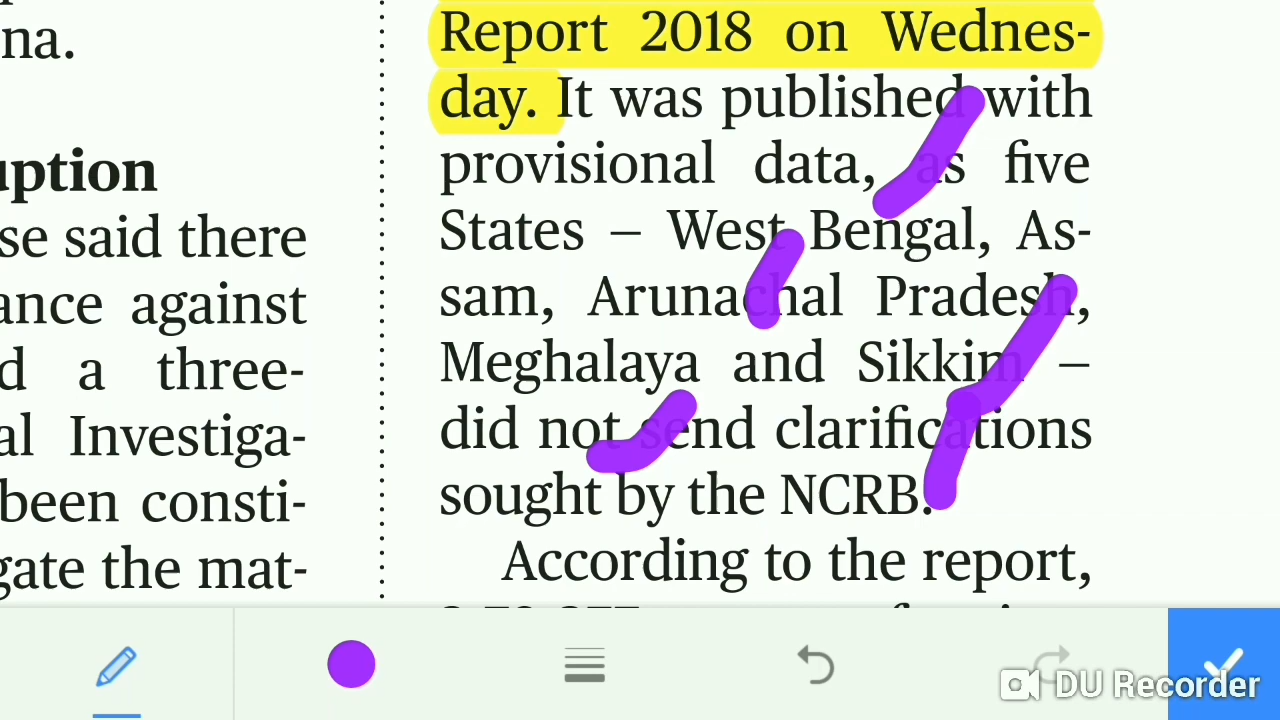 na.
uption
se said there
ance against
d a three-
al Investiga-
been consti-
gate the mat-
Report 2018 on Wednes-
day. It was published with
provisional data, as five
States – West Bengal, As-
sam, Arunachal Pradesh,
Meghalaya and Sikkim –
did not send clarifications
sought by the NCRB.
According to the report,
DU Recorder